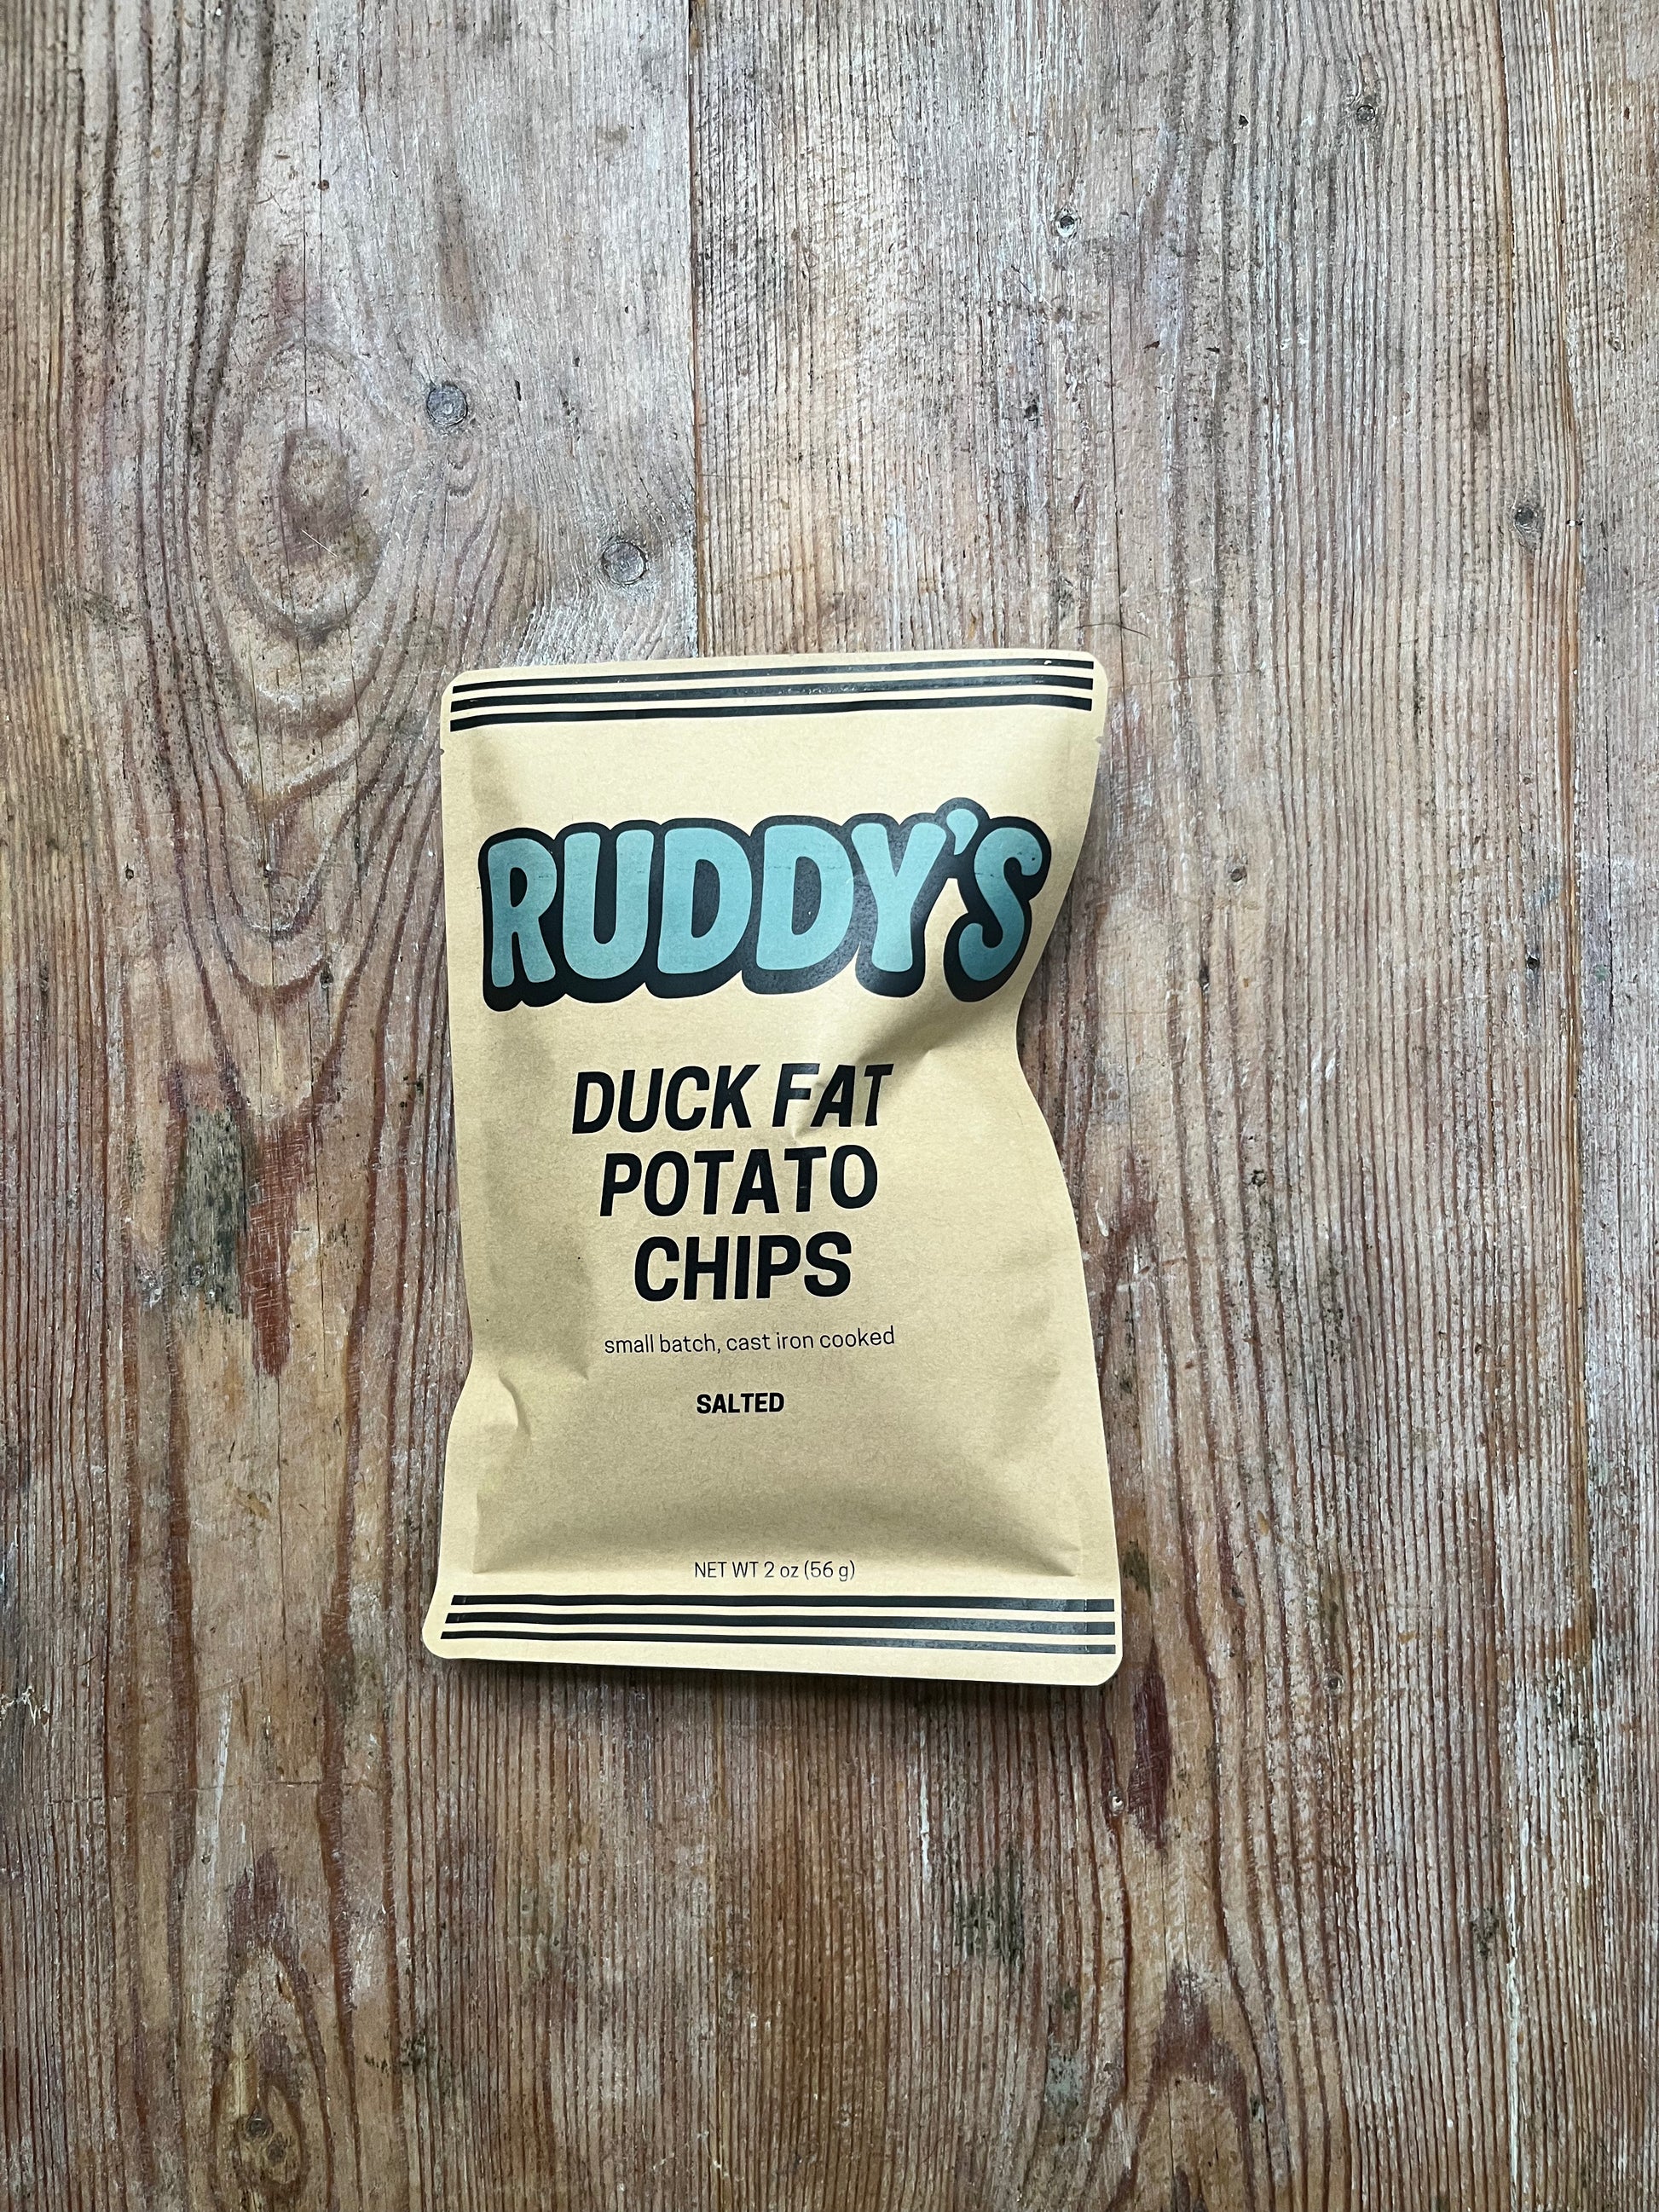 RUDDY'S
DUCK FAT
POTATO
CHIPS
small batch, cast iron cooked
SALTED
NET WT 2 oz (56 g)